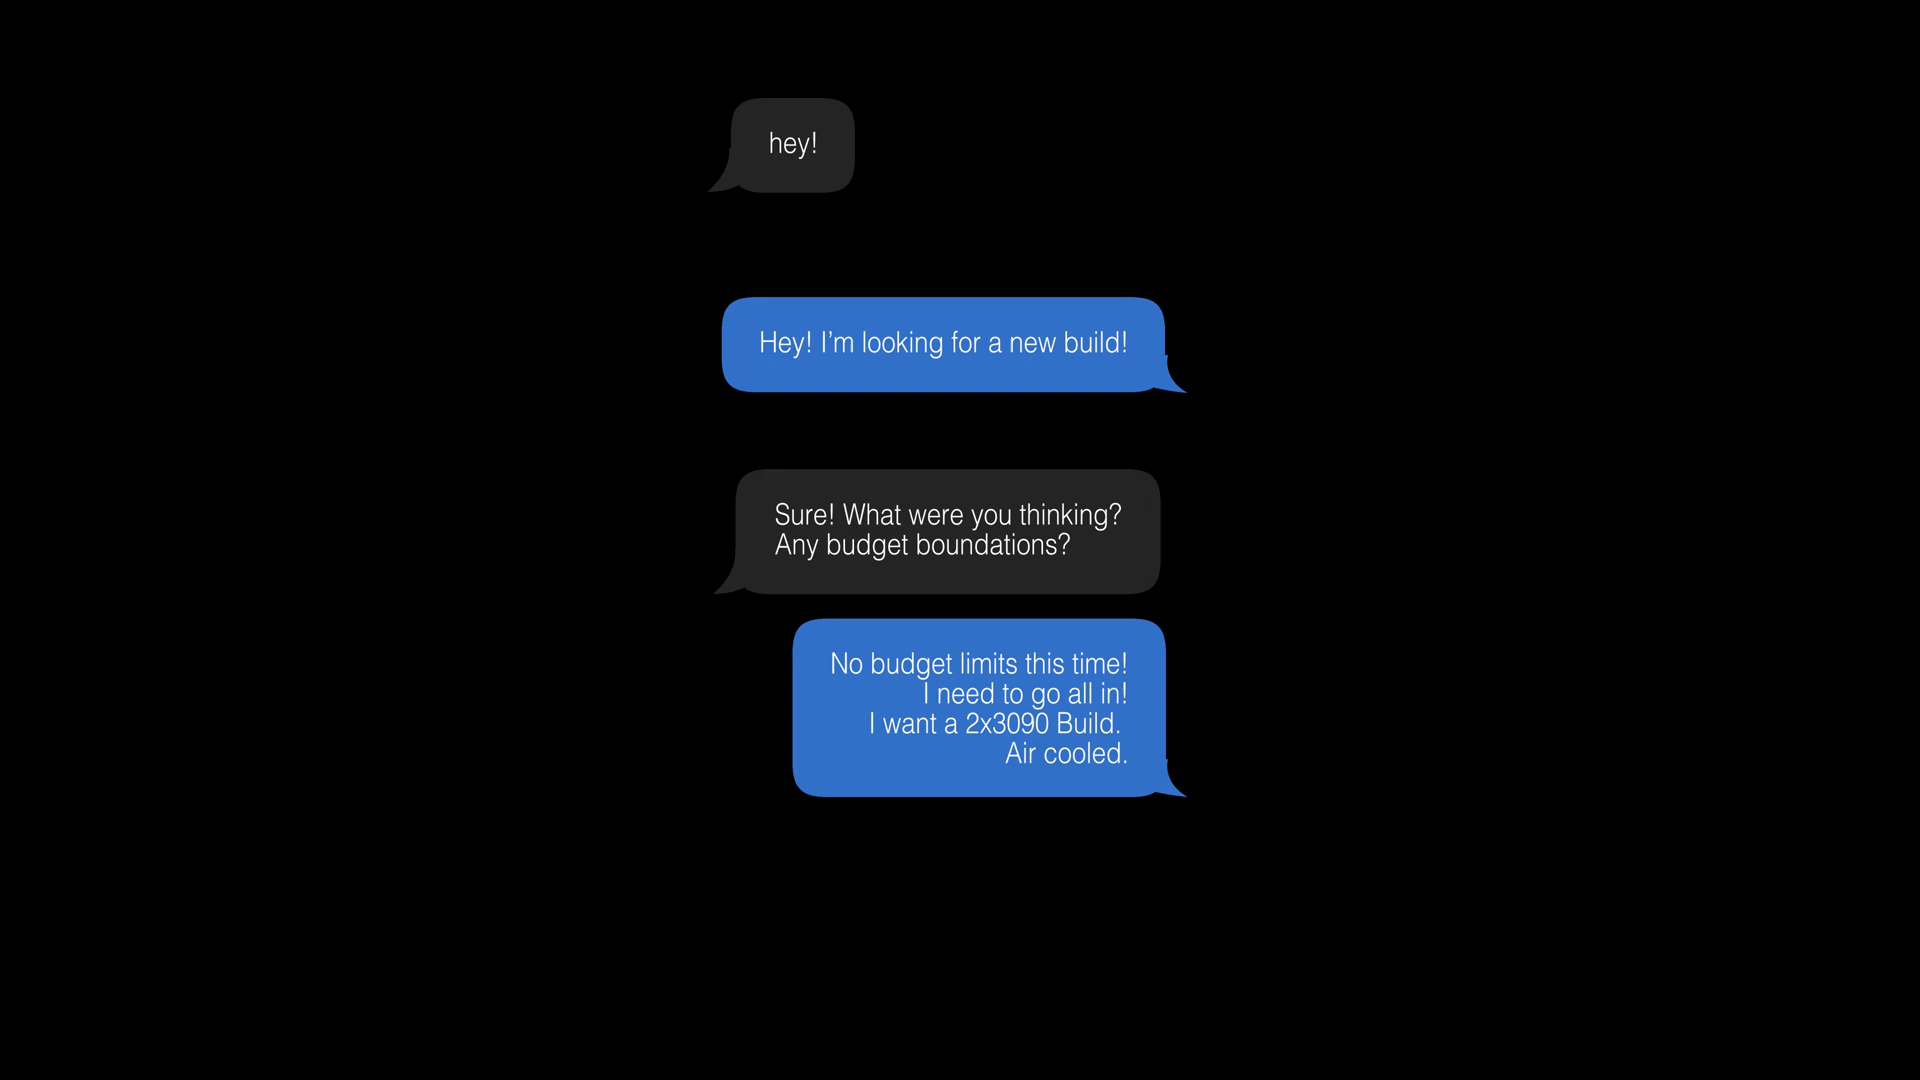 hey!
Hey! I’m looking for a new build!
Sure! What were you thinking?
Any budget boundations?
No budget limits this time!
I need to go all in!
I want a 2x3090 Build.
Air cooled.